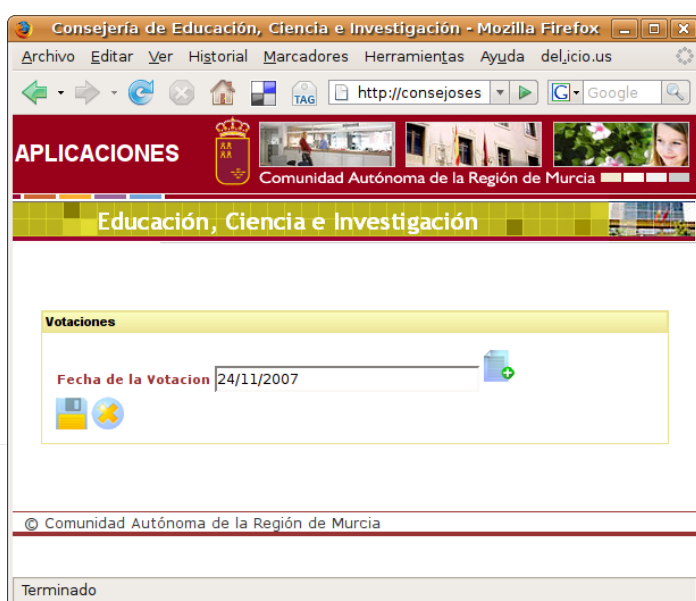 Consejería de Educación, Ciencia e Investigación - Mozilla Firefox
Archivo Editar Ver Historial Marcadores Herramientas Ayuda del.icio.us
TAG http://consejoses G Google
APLICACIONES
Comunidad Autónoma de la Región de Murcia
Educación, Ciencia e Investigación
Votaciones
Fecha de la Votacion 24/11/2007
© Comunidad Autónoma de la Región de Murcia
Terminado